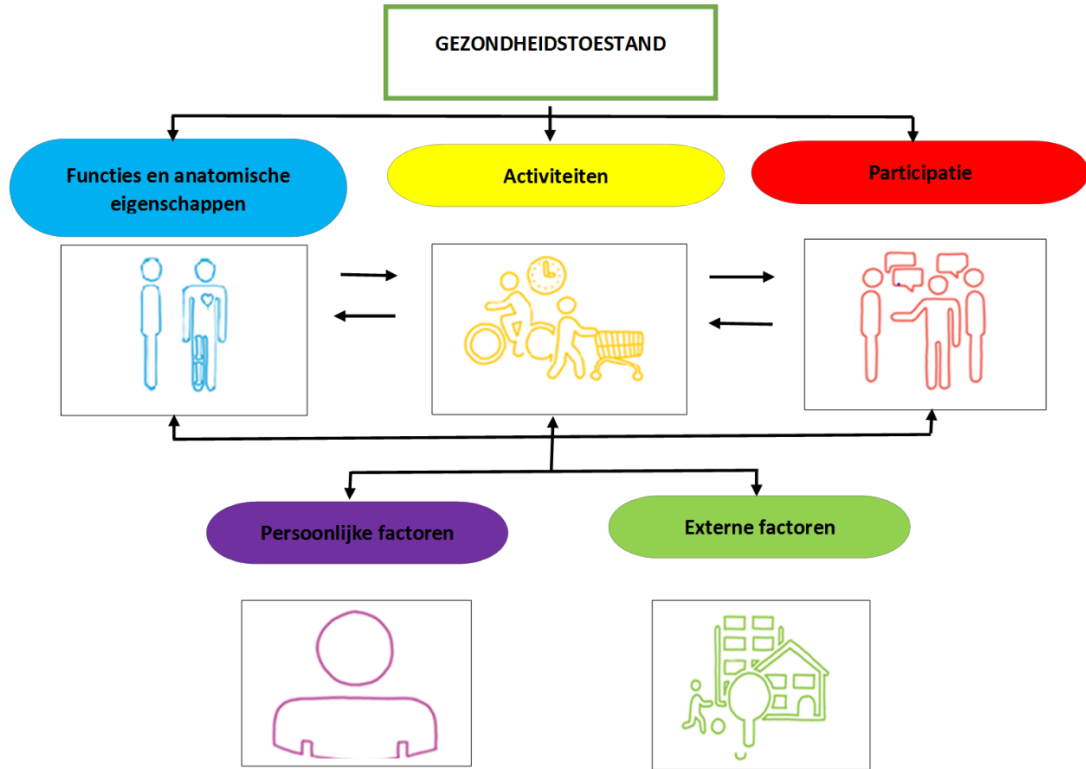 GEZONDHEIDSTOESTAND
Functies en anatomische
eigenschappen
Activiteiten
Participatie
Persoonlijke factoren
Externe factoren